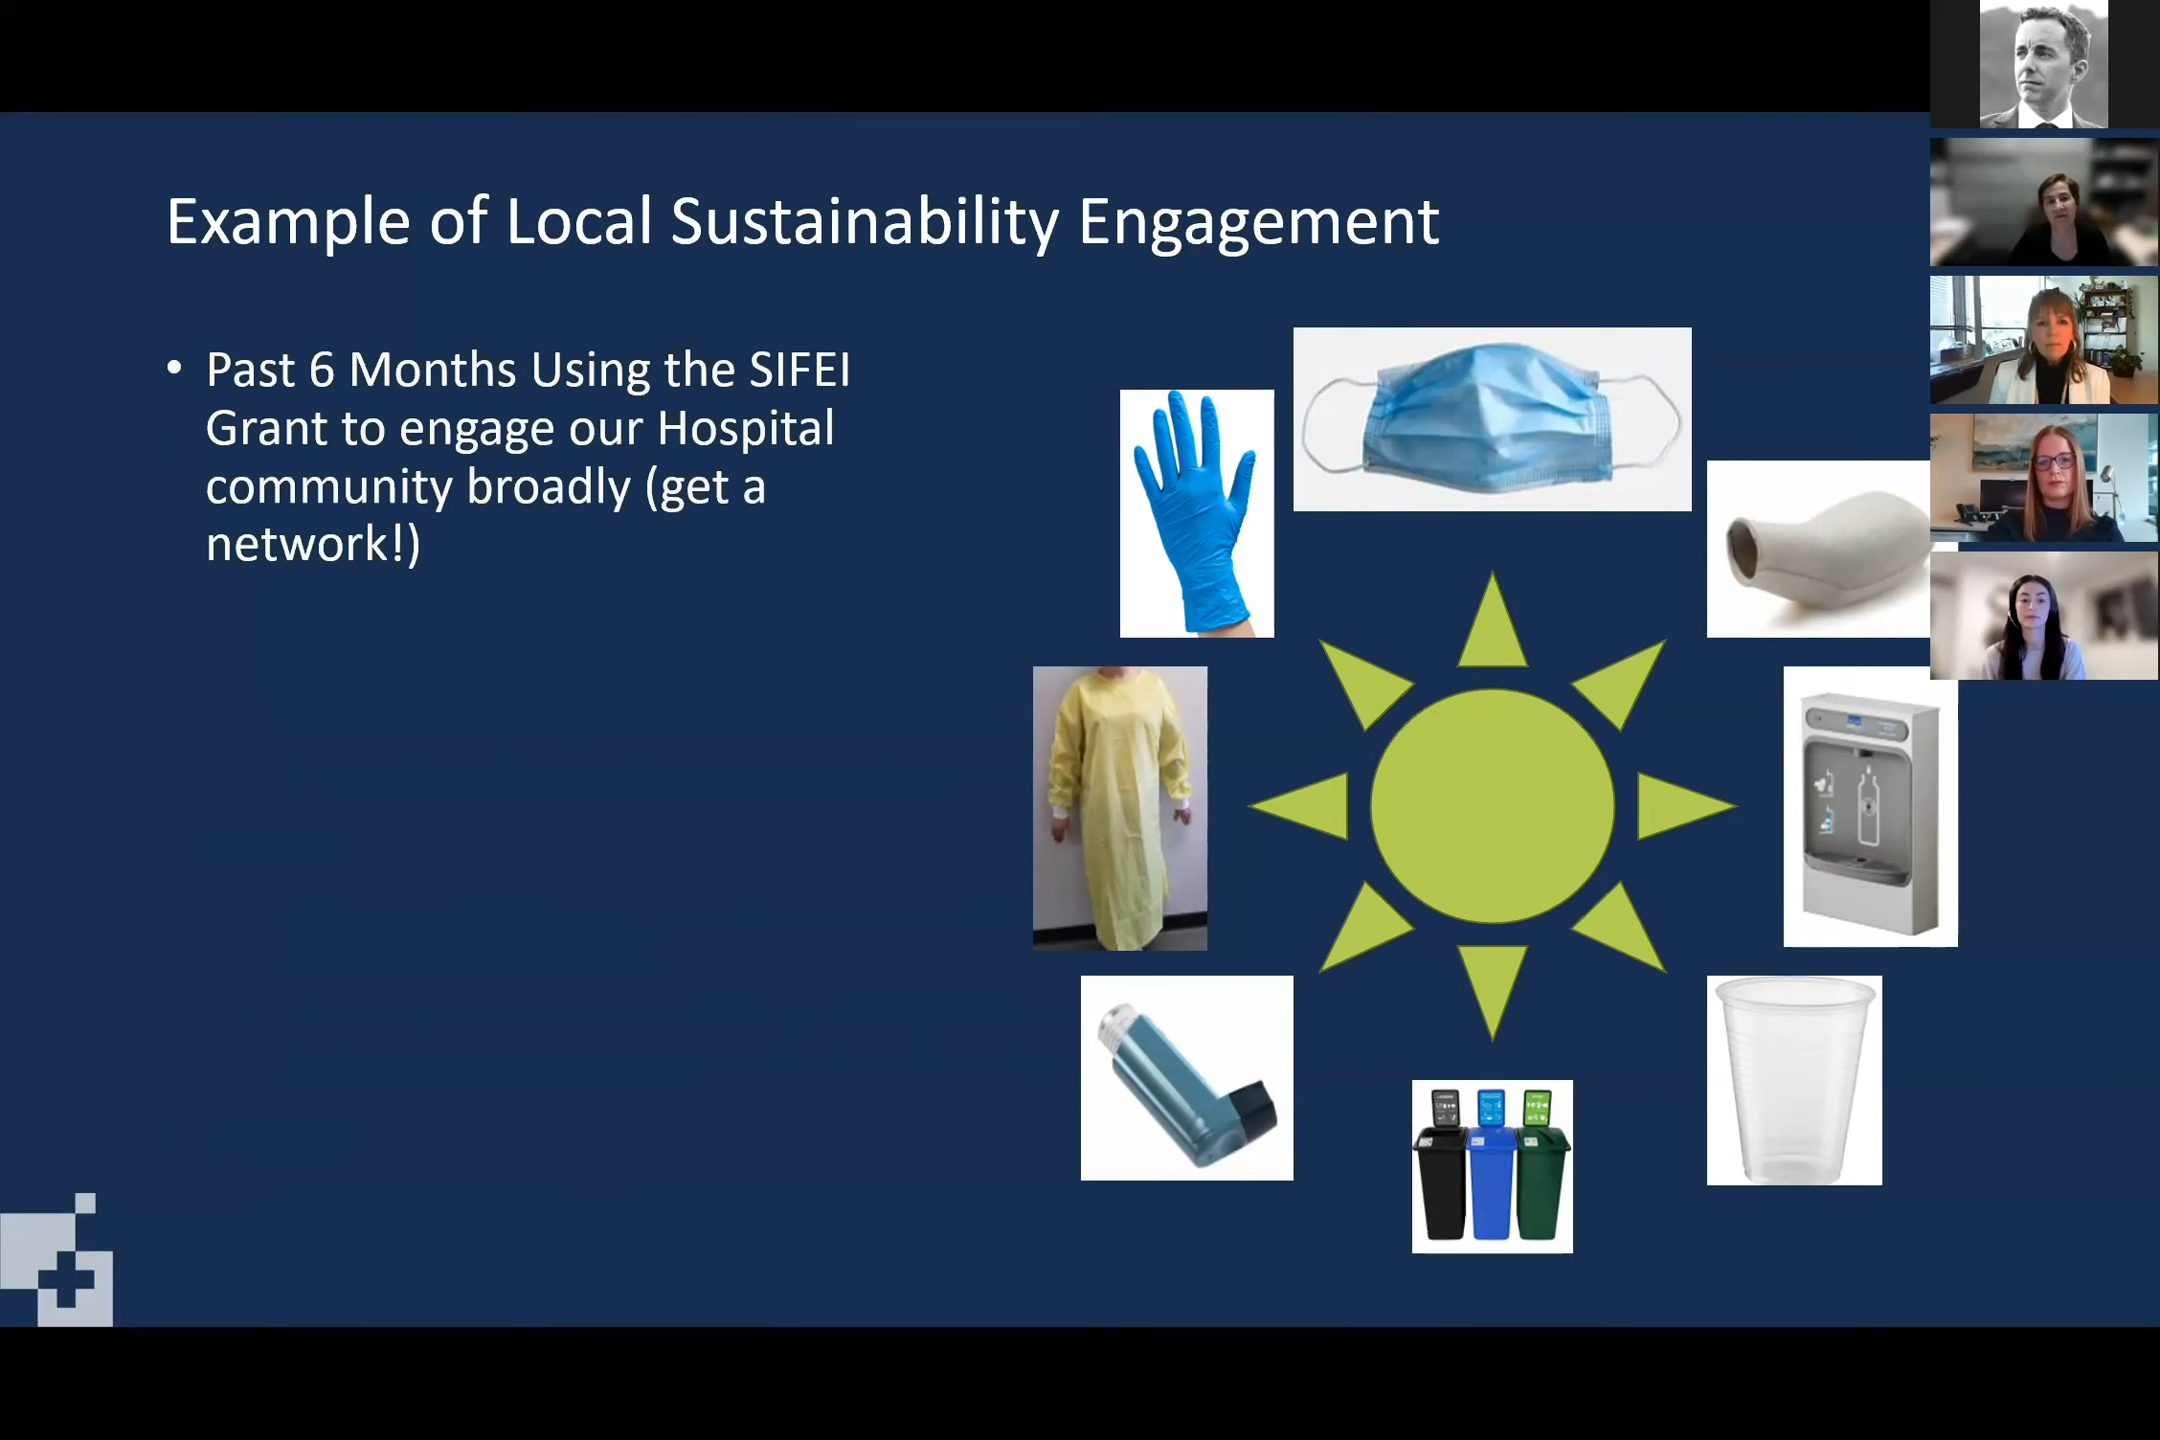 Example of Local Sustainability Engagement
• Past 6 Months Using the SIFEI
Grant to engage our Hospital
community broadly (get a
network!)